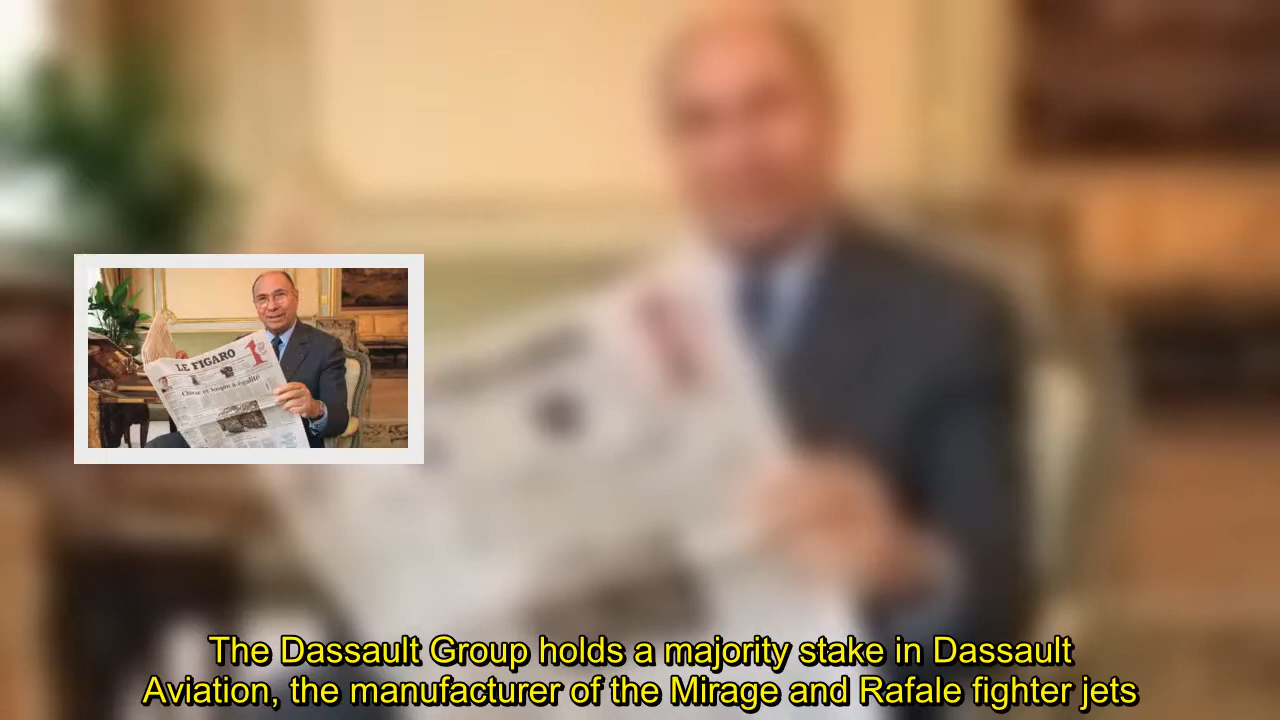 LE FIGARO
The Dassault Group holds a majority stake in Dassault
Aviation, the manufacturer of the Mirage and Rafale fighter jets